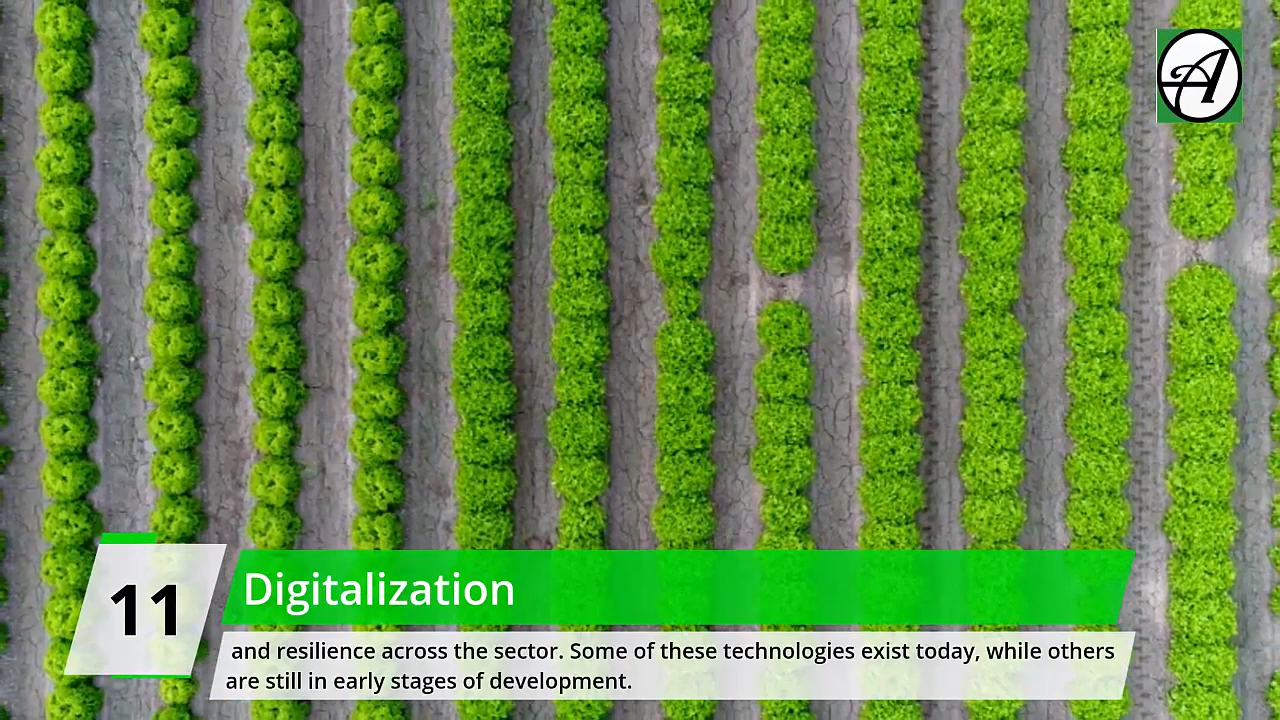 A
11
Digitalization
and resilience across the sector. Some of these technologies exist today, while others
are still in early stages of development.